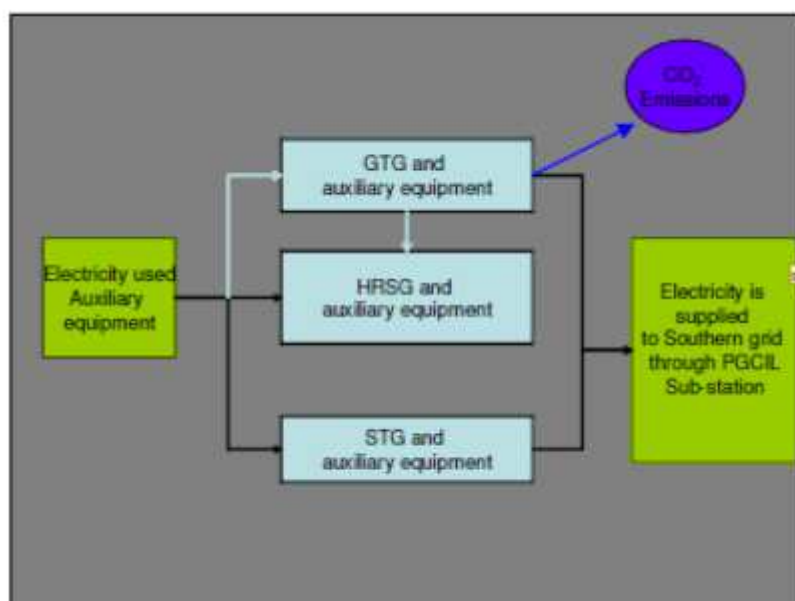 CO2
Emissions
GTG and
auxiliary equipment
Electricity used
Auxiliary
equipment
HRSG and
auxiliary equipment
Electricity is
supplied
to Southern grid
through PGCIL
Sub-station
STG and
auxiliary equipment